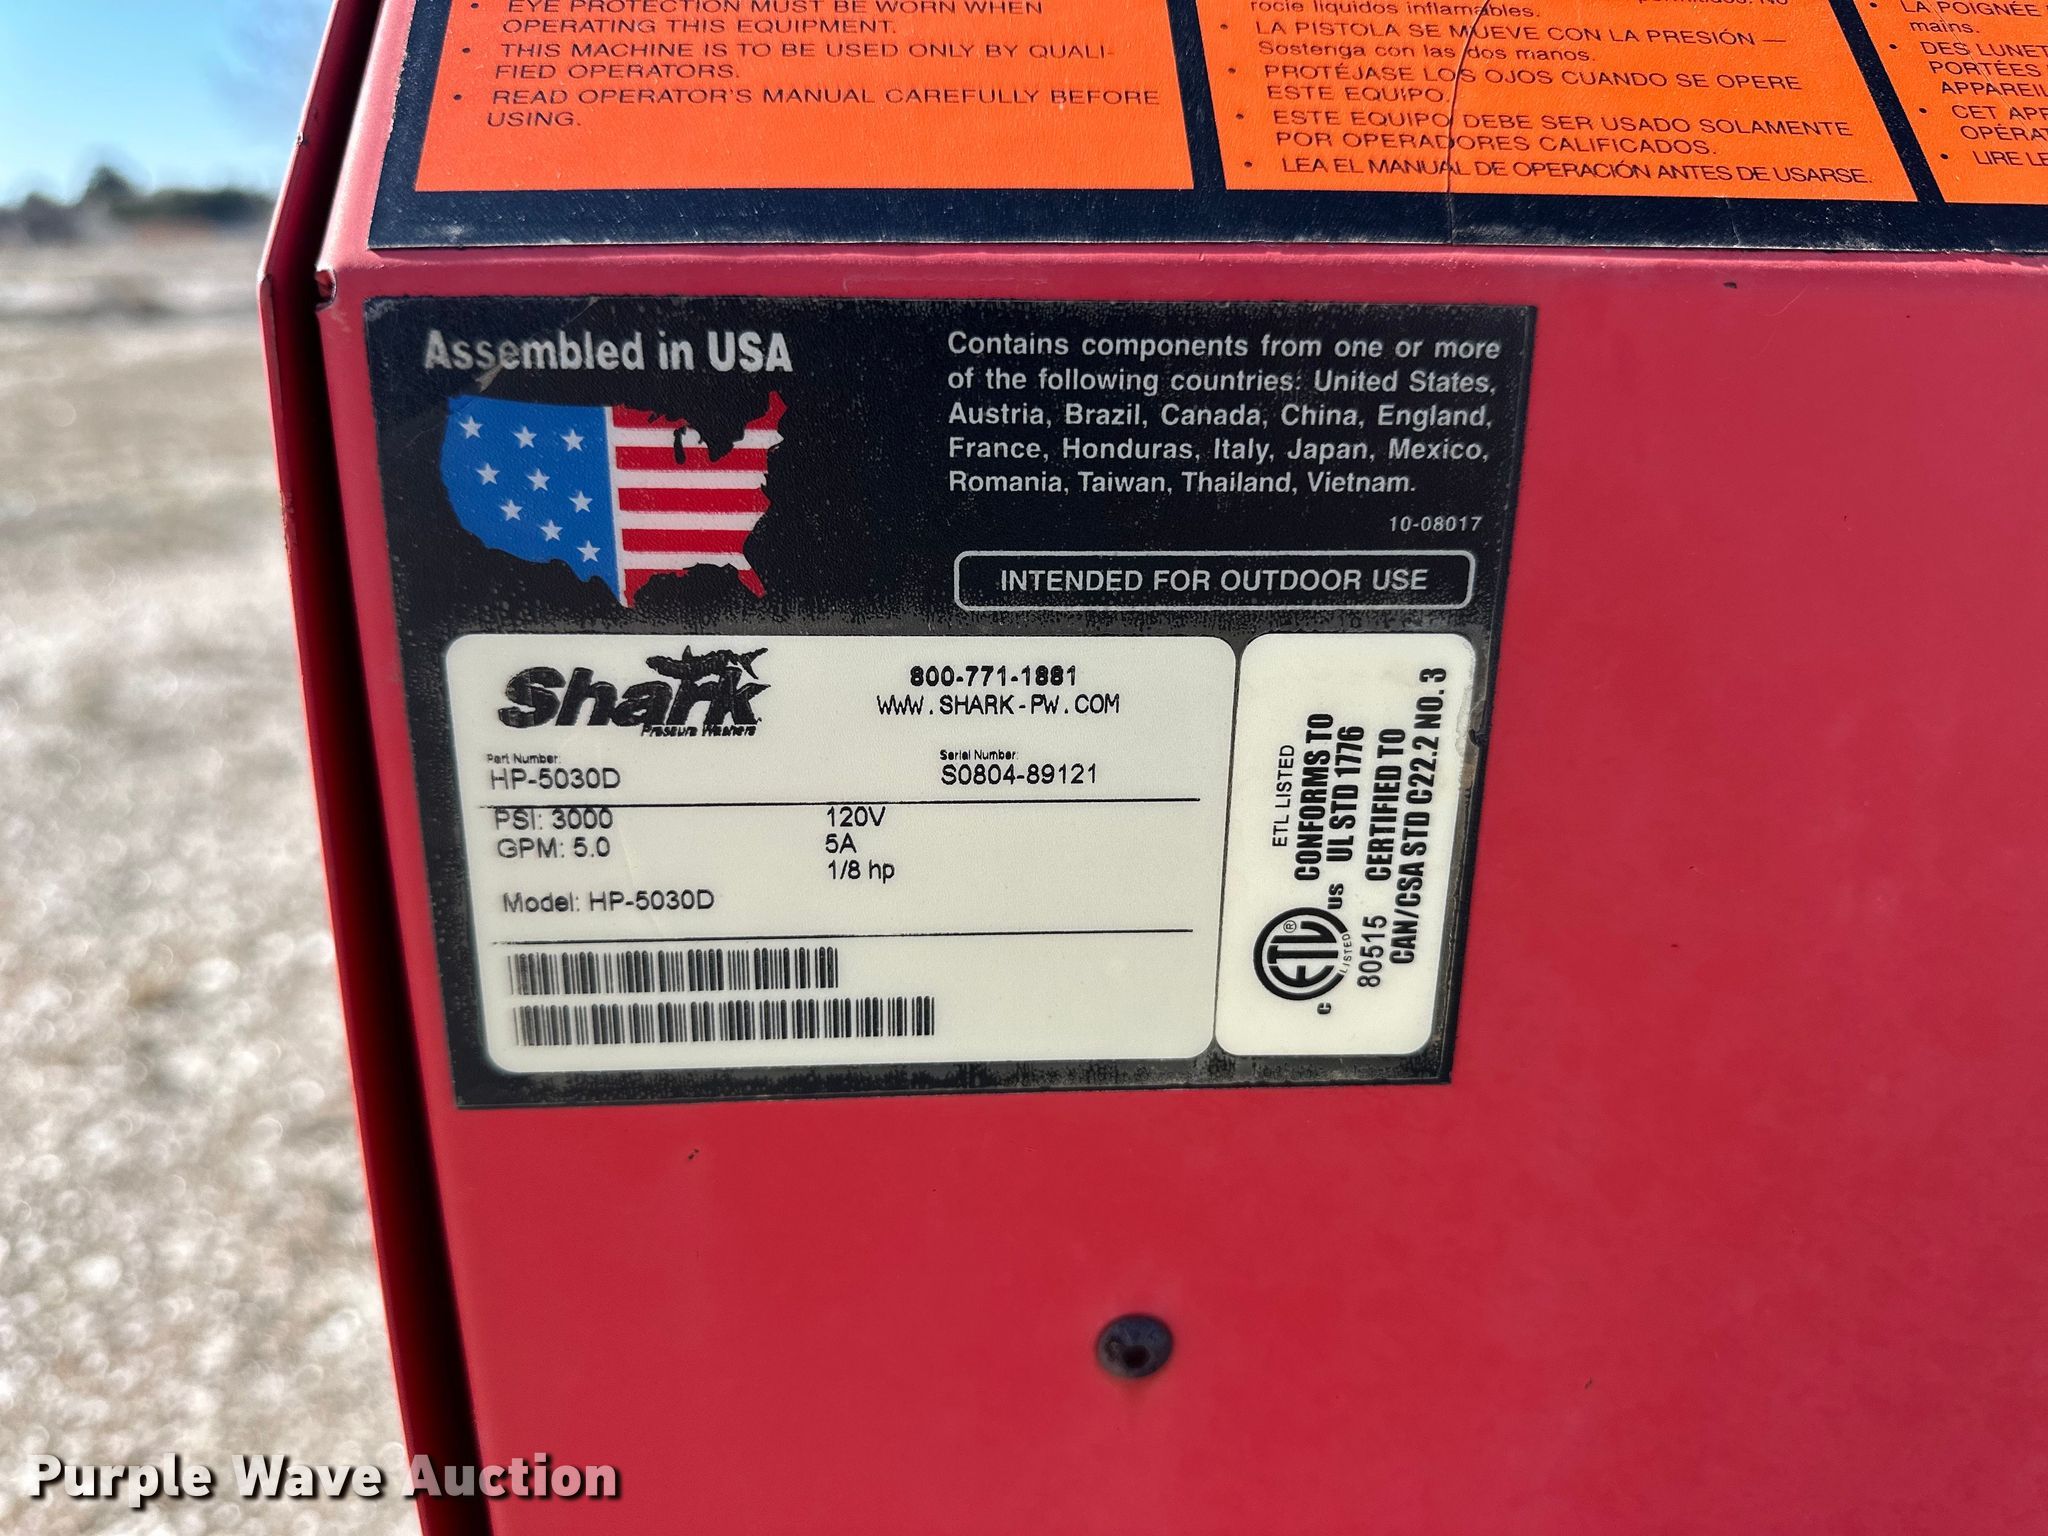 • EYE PROTECTION MUST BE WORN WHEN
OPERATING THIS EQUIPMENT.
• THIS MACHINE IS TO BE USED ONLY BY QUALI-
FIED OPERATORS.
• READ OPERATOR'S MANUAL CAREFULLY BEFORE
USING.
rocíe líquidos inflamables.
• LA PISTOLA SE MUEVE CON LA PRESIÓN —
Sostenga con las dos manos.
• PROTÉJASE LOS OJOS CUANDO SE OPERE
ESTE EQUIPO.
• ESTE EQUIPO DEBE SER USADO SOLAMENTE
POR OPERADORES CALIFICADOS.
• LEA EL MANUAL DE OPERACIÓN ANTES DE USARSE.
• LA POIGNÉE
mains.
• DES LUNET
PORTÉES
APPAREIL
• CET APP
OPÉRAT
• LIRE LE
Assembled in USA
Contains components from one or more
of the following countries: United States,
Austria, Brazil, Canada, China, England,
France, Honduras, Italy, Japan, Mexico,
Romania, Taiwan, Thailand, Vietnam.
10-08017
INTENDED FOR OUTDOOR USE
Shark
Pressure Washers
800-771-1881
WWW.SHARK-PW.COM
Part Number:
HP-5030D
Serial Number:
S0804-89121
PSI: 3000
GPM: 5.0
120V
5A
1/8 hp
Model: HP-5030D
ETL LISTED
CONFORMS TO
UL STD 1776
CERTIFIED TO
CAN/CSA STD C22.2 NO. 3
C ETL ® US
LISTED
80515
Purple Wave Auction